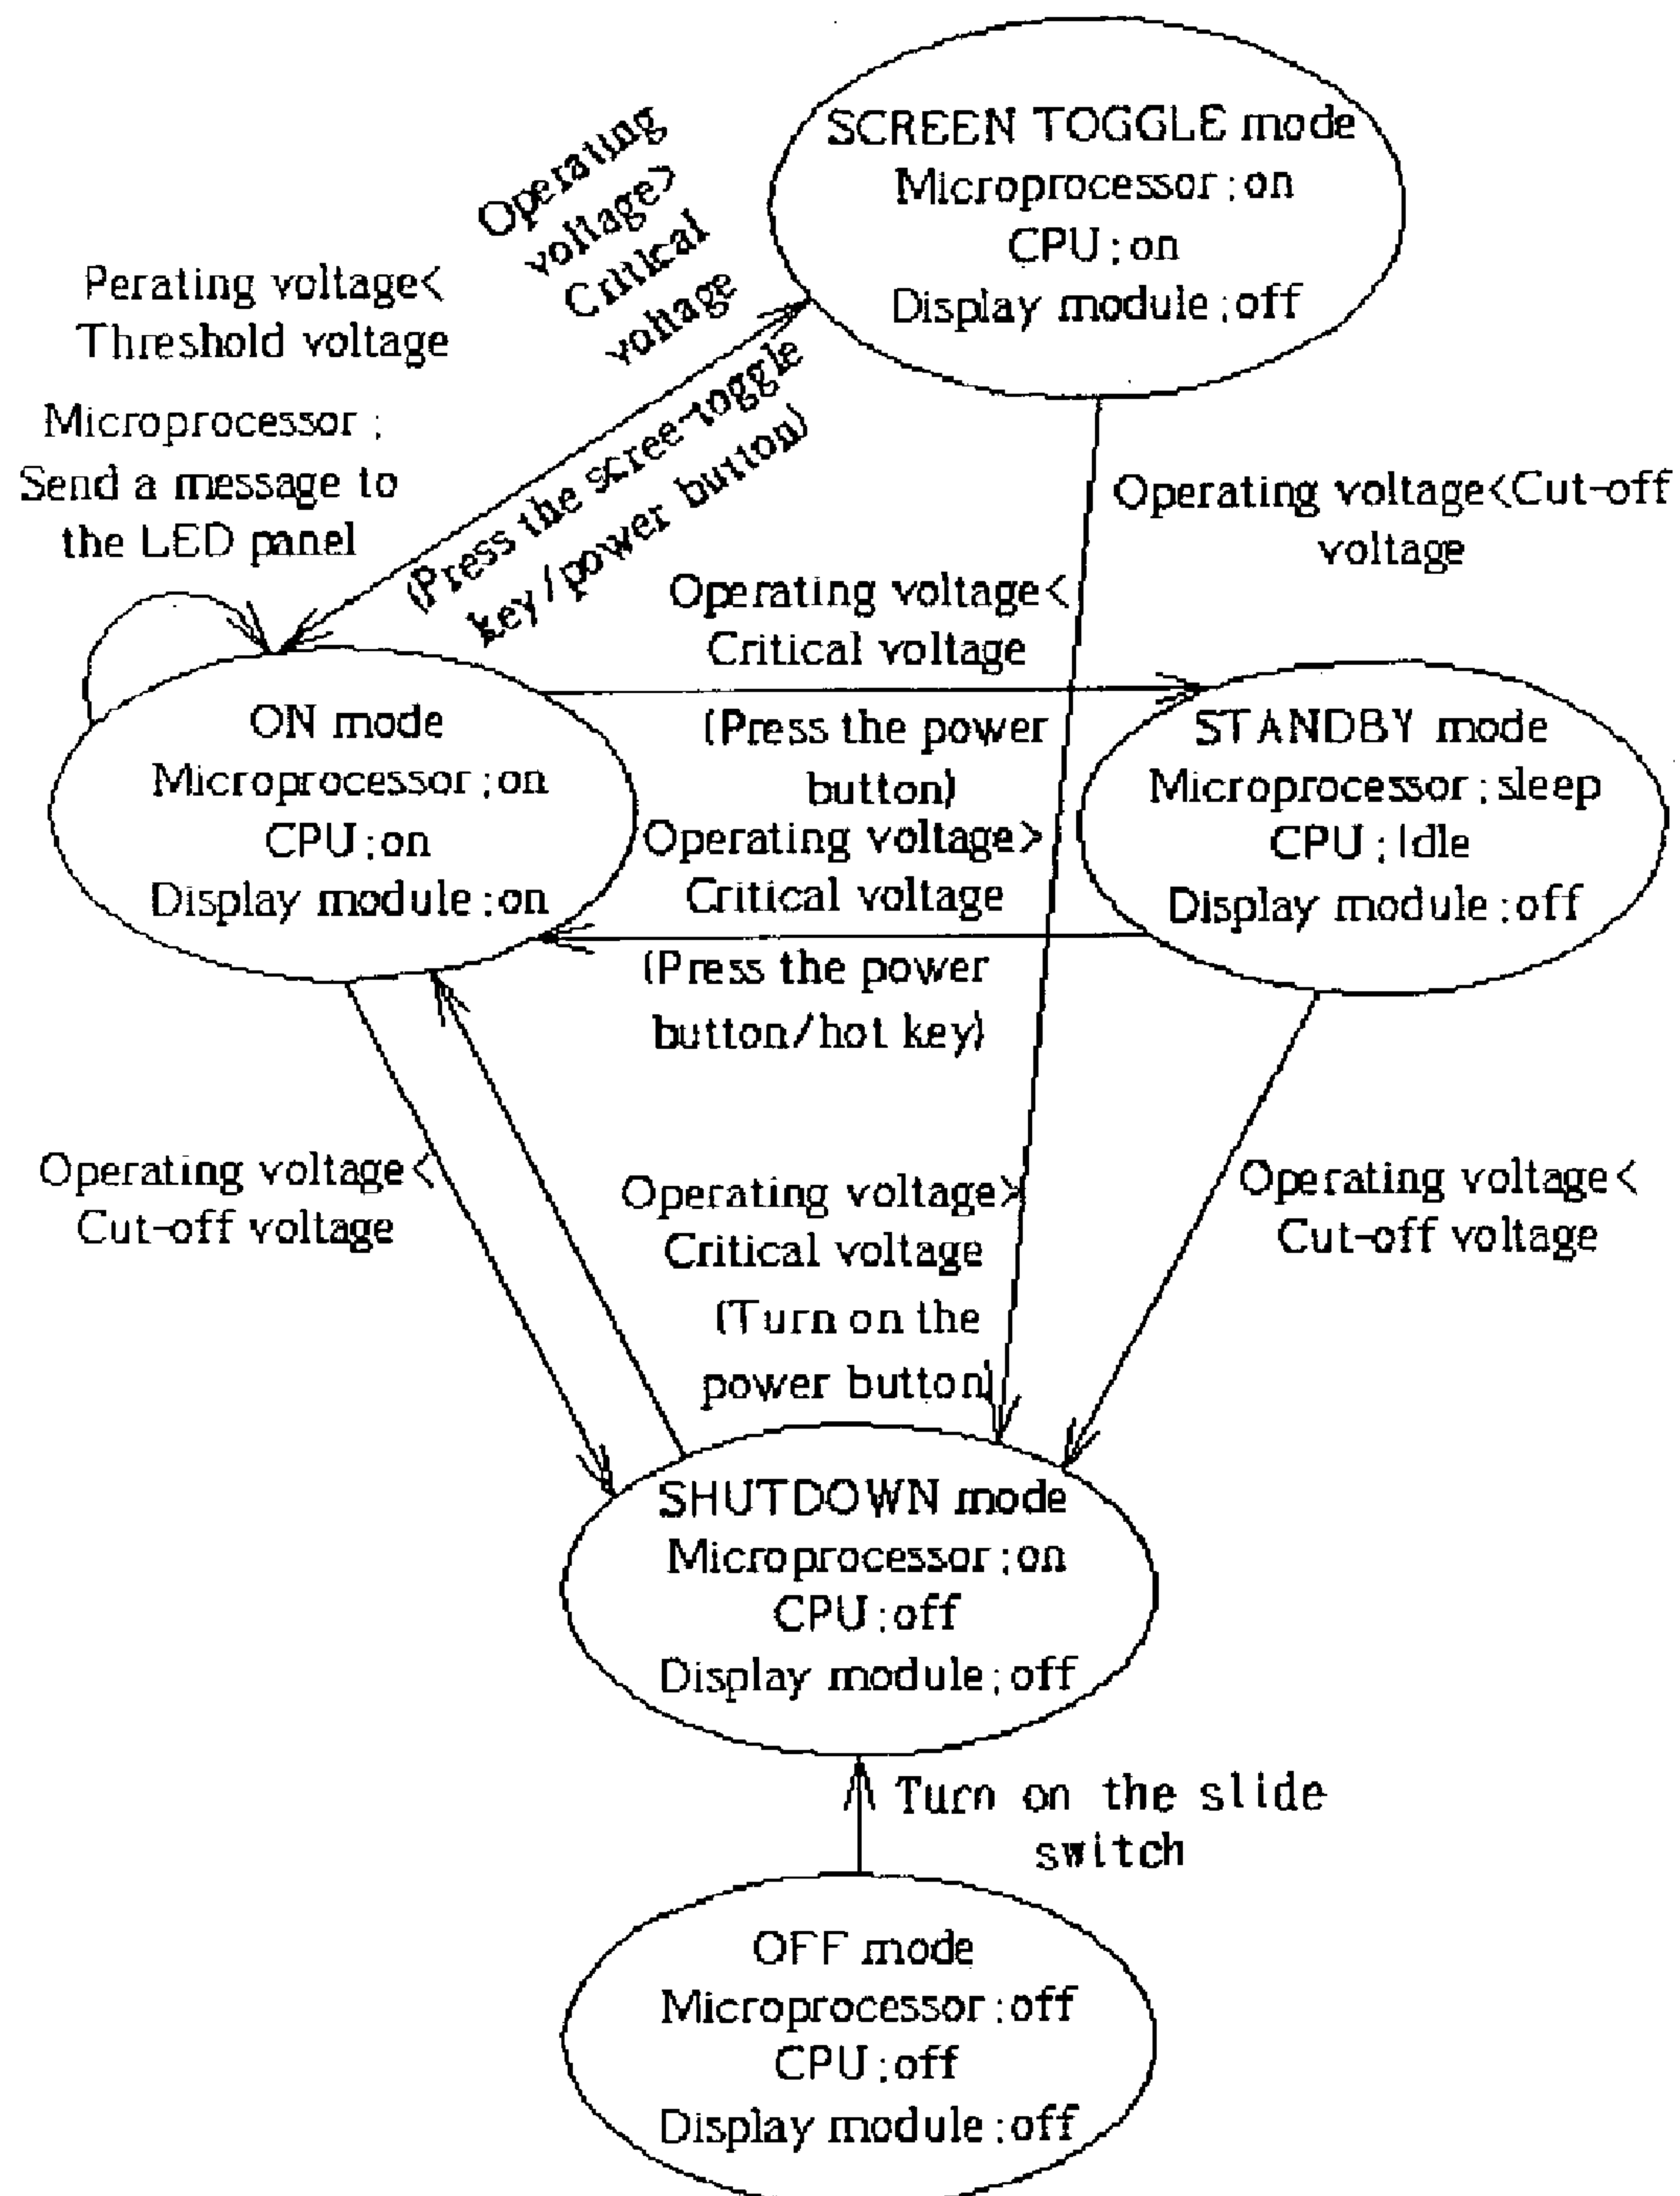 SCREEN TOGGLE mode
Microprocessor;on
CPU;on
Display module;off
Operating
voltage>
Critical
voltage
(Press the scree-toggle
key/power button)
Perating voltage<
Threshold voltage
Microprocessor;
Send a message to
the LED panel
Operating voltage<Cut-off
voltage
Operating voltage<
Critical voltage
(Press the power
button)
ON mode
Microprocessor;on
CPU;on
Display module;on
STANDBY mode
Microprocessor;sleep
CPU;Idle
Display module;off
Operating voltage>
Critical voltage
(Press the power
button/hot key)
Operating voltage<
Cut-off voltage
Operating voltage>
Critical voltage
(Turn on the
power button)
Operating voltage<
Cut-off voltage
SHUTDOWN mode
Microprocessor;on
CPU;off
Display module;off
Turn on the slide
switch
OFF mode
Microprocessor;off
CPU;off
Display module;off